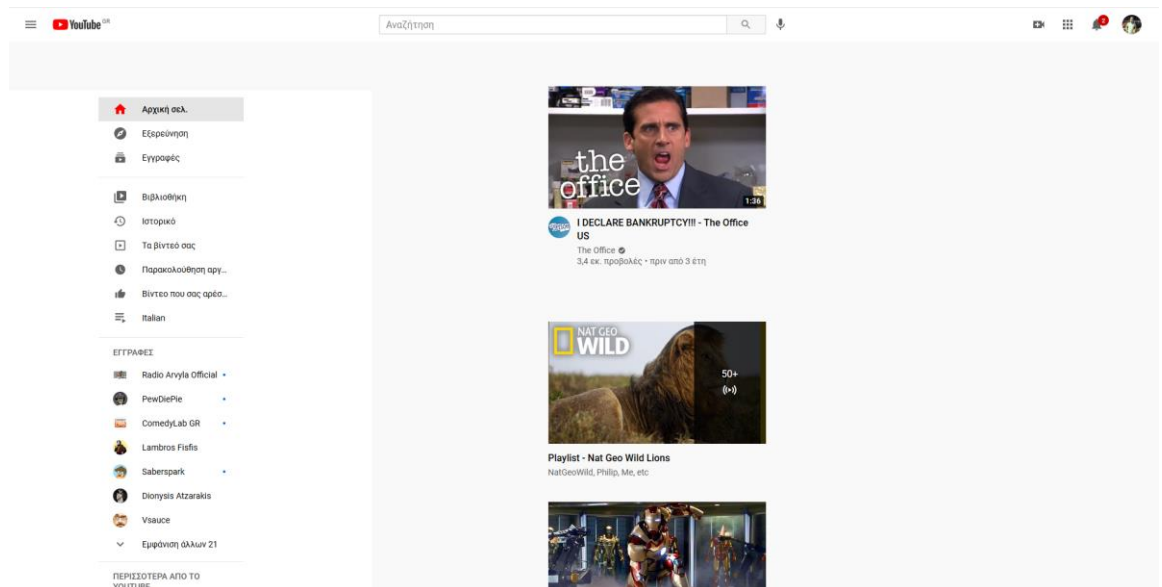 YouTube GR
Αναζήτηση
2
Αρχική σελ.
Εξερεύνηση
Εγγραφές
Βιβλιοθήκη
Ιστορικό
Τα βίντεό σας
Παρακολούθηση αργ...
Βίντεο που σας αρέσ...
Italian
ΕΓΓΡΑΦΕΣ
Radio Arvyla Official
PewDiePie
ComedyLab GR
Lambros Fisfis
Saberspark
Dionysis Atzarakis
Vsauce
Εμφάνιση άλλων 21
ΠΕΡΙΣΣΟΤΕΡΑ ΑΠΟ ΤΟ
YOUTUBE
the
office
1:36
I DECLARE BANKRUPTCY!!! - The Office
US
The Office
3,4 εκ. προβολές • πριν από 3 έτη
NAT GEO
WILD
50+
Playlist - Nat Geo Wild Lions
NatGeoWild, Philip, Me, etc